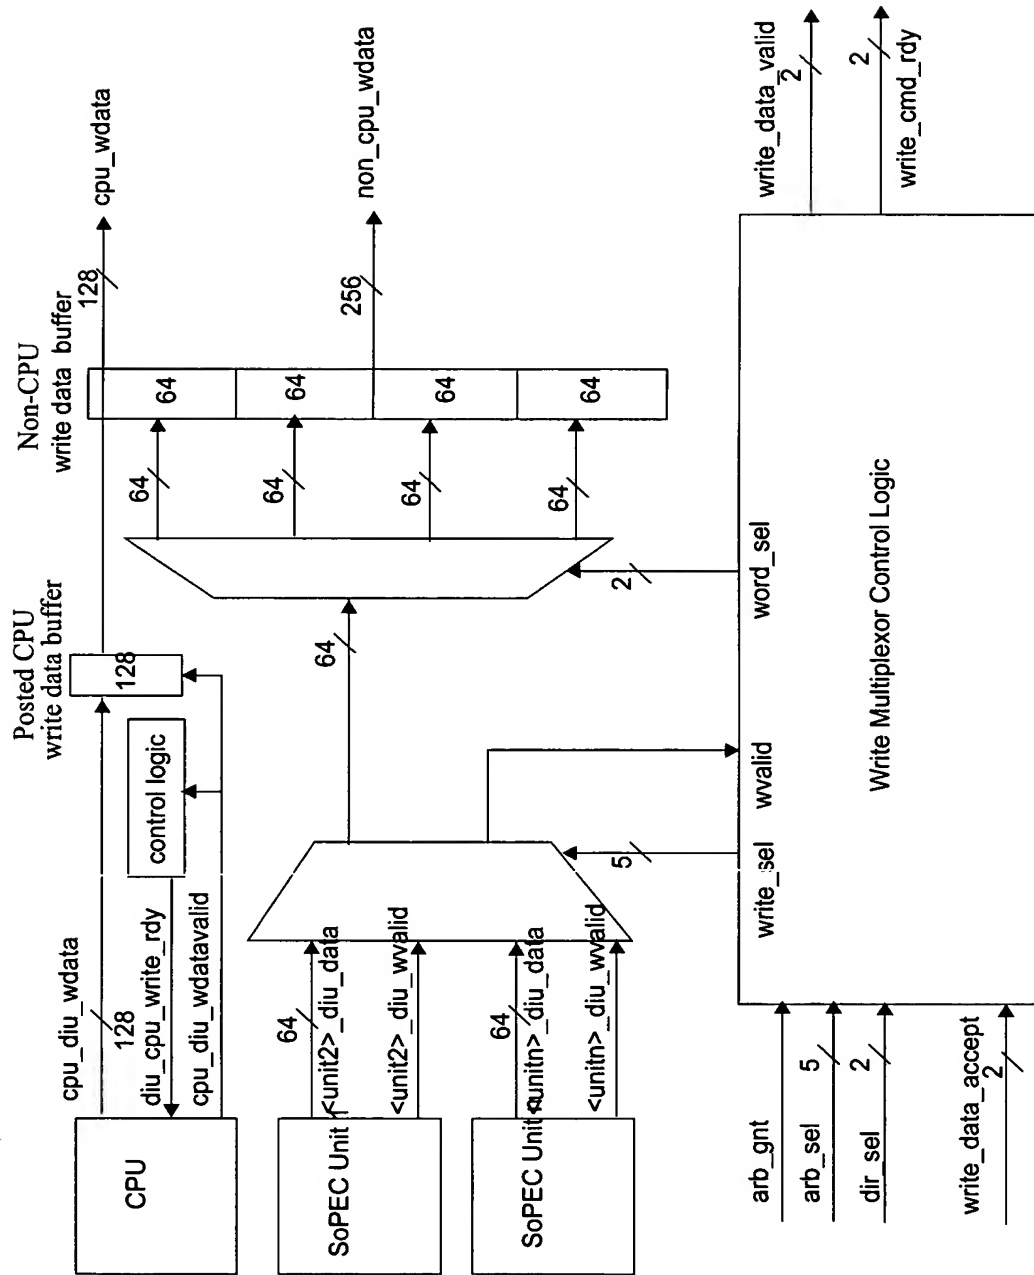 Posted CPU
write data buffer
Non-CPU
write data buffer
cpu_diu_wdata
128
128
128
cpu_wdata
CPU
diu_cpu_write_rdy
control logic
cpu_diu_wdatavalid
64
64
64
64
64
64
64
64
256
non_cpu_wdata
SoPEC Unit 1
64
<unit2>_diu_data
<unit2>_diu_wvalid
64
SoPEC Unit n
64
<unitn>_diu_data
<unitn>_diu_wvalid
5
2
write_sel
wvalid
word_sel
Write Multiplexor Control Logic
arb_gnt
arb_sel
5
dir_sel
2
write_data_accept
2
write_data_valid
2
write_cmd_rdy
2